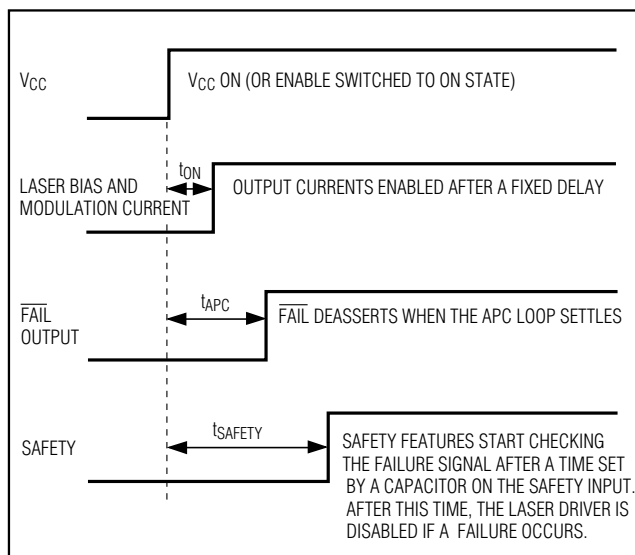 VCC
VCC ON (OR ENABLE SWITCHED TO ON STATE)
tON
LASER BIAS AND
MODULATION CURRENT
OUTPUT CURRENTS ENABLED AFTER A FIXED DELAY
tAPC
FAIL
OUTPUT
FAIL DEASSERTS WHEN THE APC LOOP SETTLES
tSAFETY
SAFETY
SAFETY FEATURES START CHECKING
THE FAILURE SIGNAL AFTER A TIME SET
BY A CAPACITOR ON THE SAFETY INPUT.
AFTER THIS TIME, THE LASER DRIVER IS
DISABLED IF A FAILURE OCCURS.